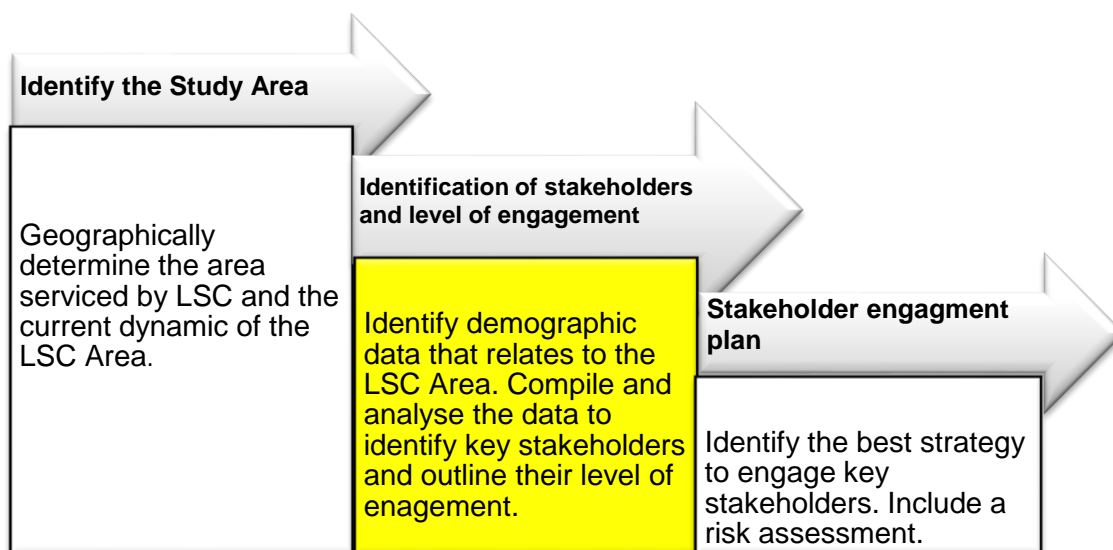 Identify the Study Area
Geographically
determine the area
serviced by LSC and the
current dynamic of the
LSC Area.
Identification of stakeholders
and level of engagement
Identify demographic
data that relates to the
LSC Area. Compile and
analyse the data to
identify key stakeholders
and outline their level of
enagement.
Stakeholder engagment
plan
Identify the best strategy
to engage key
stakeholders. Include a
risk assessment.